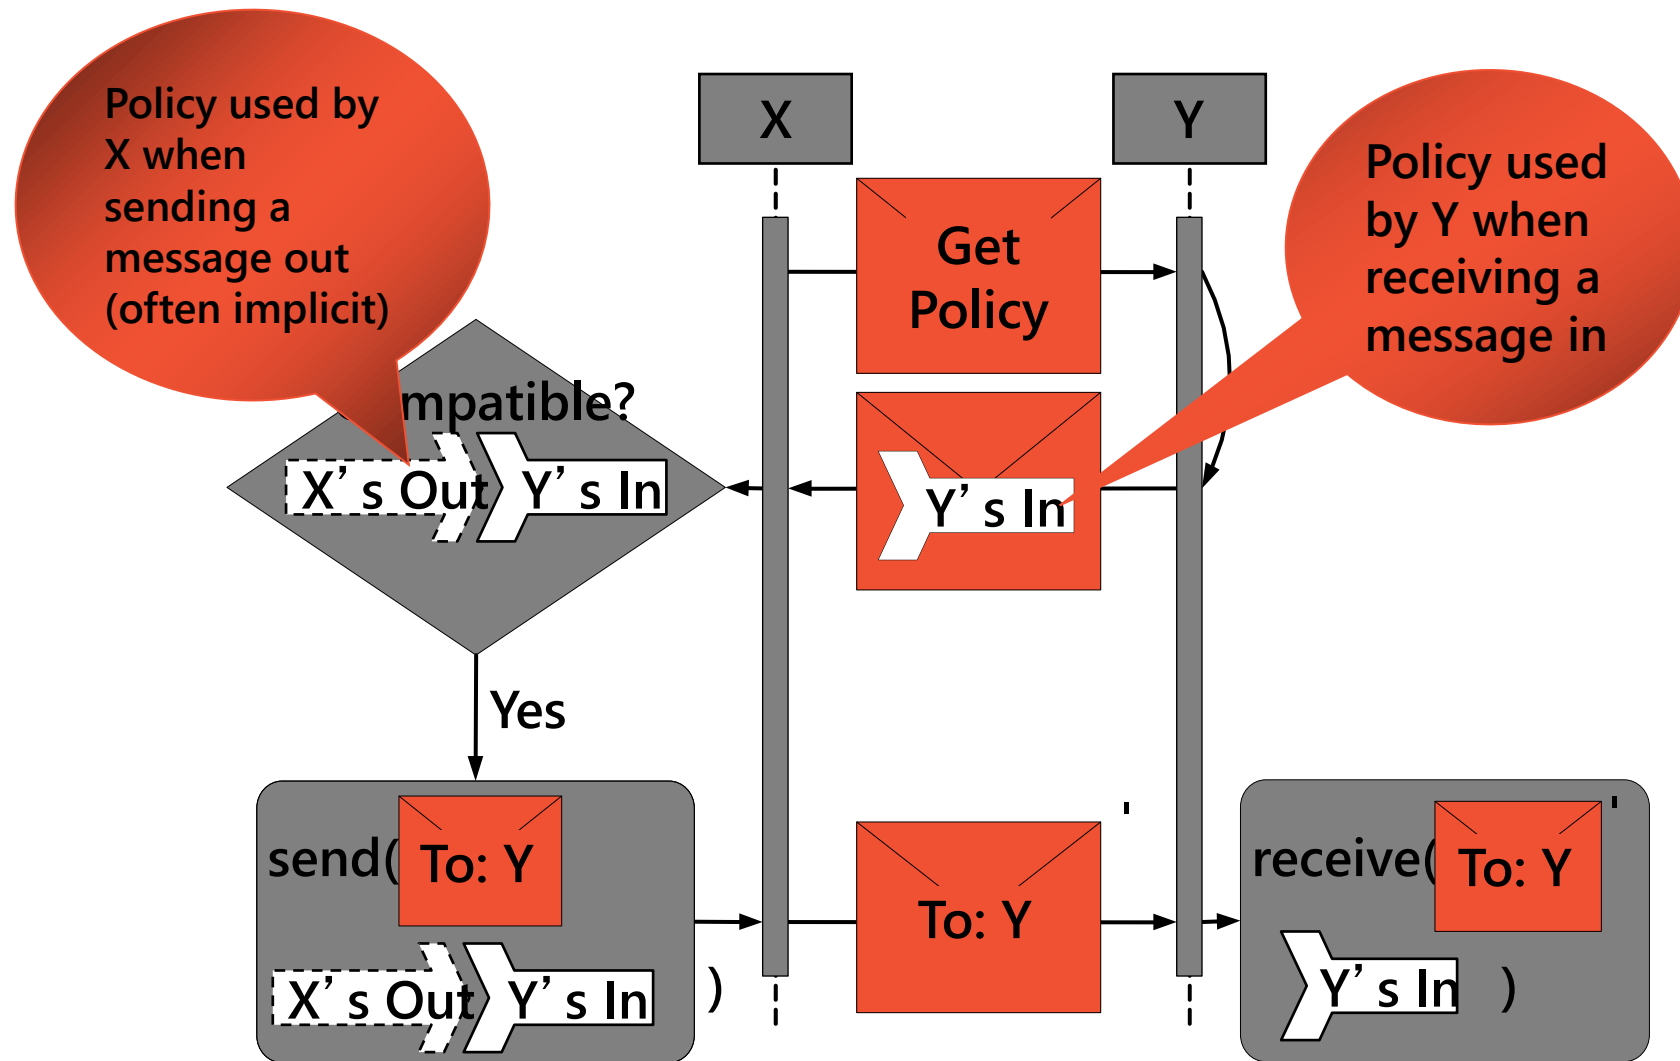 Policy used by
X when
sending a
message out
(often implicit)
X
Y
Policy used
by Y when
receiving a
message in
Get
Policy
mpatible?
X’ s Out
Y’ s In
Y’ s In
Yes
send(
To: Y
X’ s Out
Y’ s In
)
To: Y
'
receive(
To: Y
'
Y’ s In
)